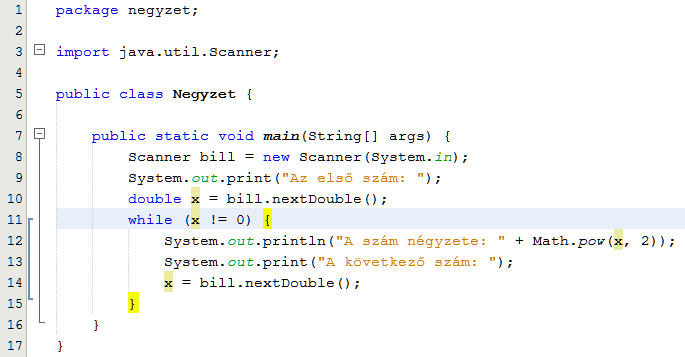 1 package negyzet;
2
3 import java.util.Scanner;
4
5 public class Negyzet {
6
7     public static void main(String[] args) {
8         Scanner bill = new Scanner(System.in);
9         System.out.print("Az első szám: ");
10         double x = bill.nextDouble();
11         while (x != 0) {
12             System.out.println("A szám négyzete: " + Math.pow(x, 2));
13             System.out.print("A következő szám: ");
14             x = bill.nextDouble();
15         }
16     }
17 }